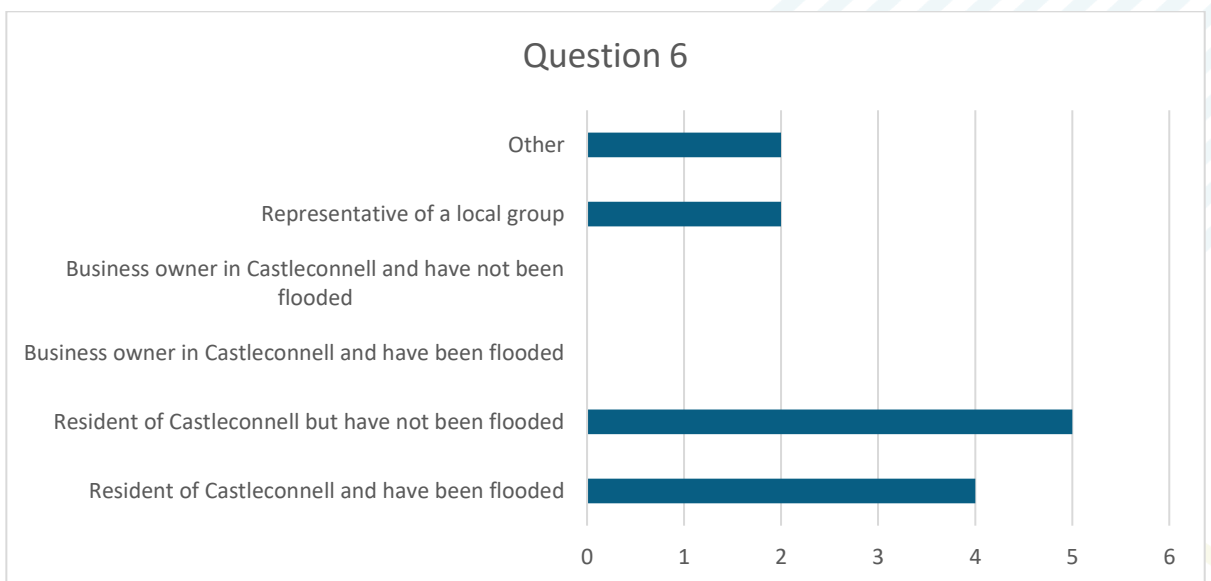 Question 6
Other
Representative of a local group
Business owner in Castleconnell and have not been
flooded
Business owner in Castleconnell and have been flooded
Resident of Castleconnell but have not been flooded
Resident of Castleconnell and have been flooded
0 1 2 3 4 5 6